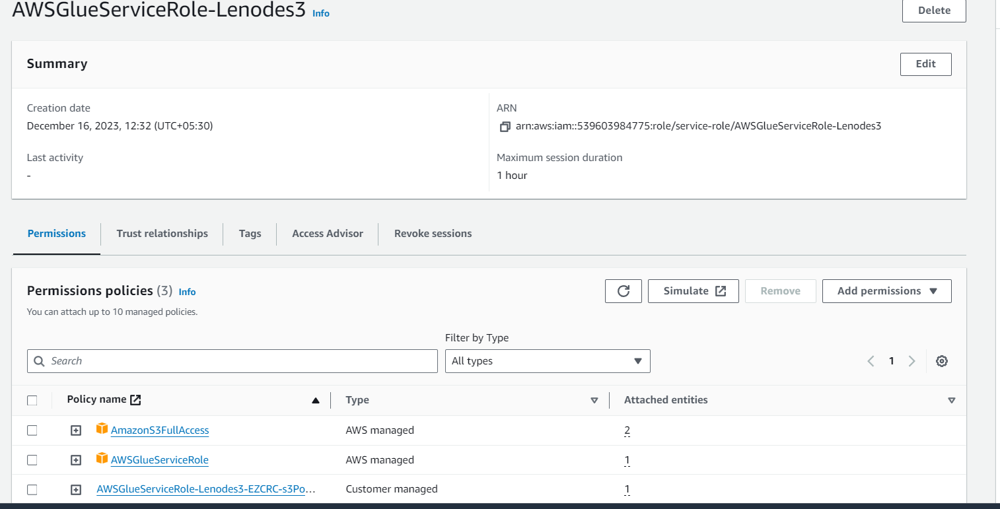 AWSGlueServiceRole-Lenodes3 Info
Delete
Summary
Edit
Creation date
December 16, 2023, 12:32 (UTC+05:30)
ARN
arn:aws:iam::539603984775:role/service-role/AWSGlueServiceRole-Lenodes3
Last activity
-
Maximum session duration
1 hour
Permissions
Trust relationships
Tags
Access Advisor
Revoke sessions
Permissions policies (3) Info
You can attach up to 10 managed policies.
Simulate
Remove
Add permissions
Filter by Type
Search
All types
1
Policy name
Type
Attached entities
AmazonS3FullAccess
AWS managed
2
AWSGlueServiceRole
AWS managed
1
AWSGlueServiceRole-Lenodes3-EZCRC-s3Po...
Customer managed
1